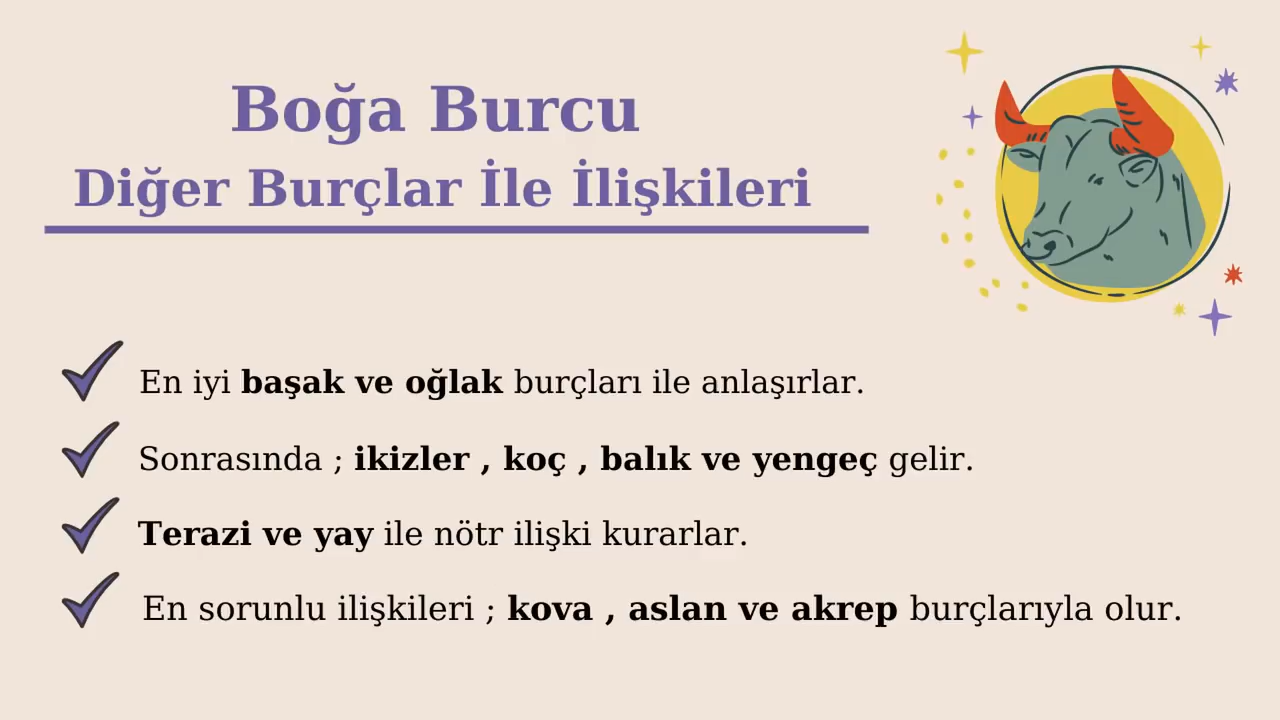 Boğa Burcu
Diğer Burçlar İle İlişkileri
En iyi başak ve oğlak burçları ile anlaşırlar.
Sonrasında ; ikizler , koç , balık ve yengeç gelir.
Terazi ve yay ile nötr ilişki kurarlar.
En sorunlu ilişkileri ; kova , aslan ve akrep burçlarıyla olur.